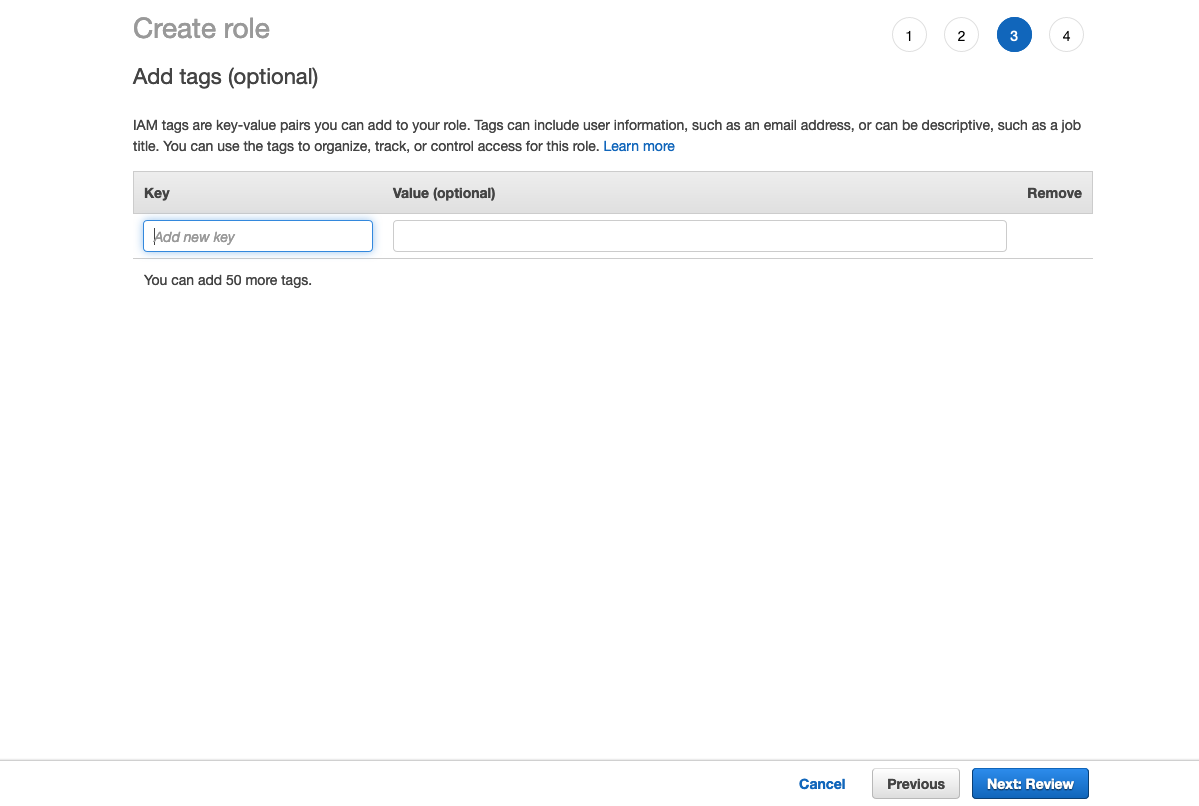 Create role
1 2 3 4
Add tags (optional)
IAM tags are key-value pairs you can add to your role. Tags can include user information, such as an email address, or can be descriptive, such as a job
title. You can use the tags to organize, track, or control access for this role. Learn more
Key Value (optional) Remove
Add new key
You can add 50 more tags.
Cancel Previous Next: Review